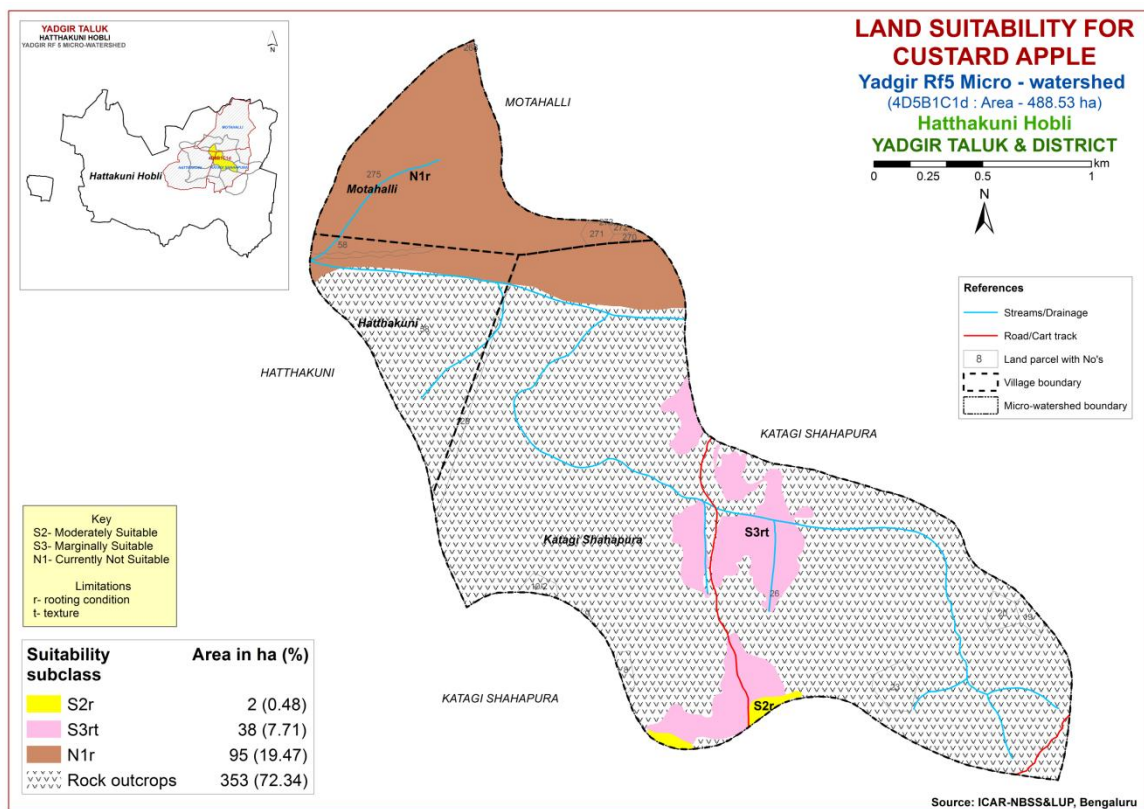 YADGIR TALUK
HATTHAKUNI HOBLI
YADGIR RF 5 MICRO-WATERSHED
N
MOTAHALLI
HATTAKUNI
Hattakuni Hobli
LAND SUITABILITY FOR
CUSTARD APPLE
Yadgir Rf5 Micro - watershed
(4D5B1C1d : Area - 488.53 ha)
Hatthakuni Hobli
YADGIR TALUK & DISTRICT
km
0 0.25 0.5 1
N
MOTAHALLI
275
N1r
Motahalli
58
271
272
270
Hatthakuni
58
HATTHAKUNI
KATAGI SHAHAPURA
Katagi Shahapura
S3rt
26
S2r
KATAGI SHAHAPURA
References
Streams/Drainage
Road/Cart track
8 Land parcel with No's
Village boundary
Micro-watershed boundary
Key
S2- Moderately Suitable
S3- Marginally Suitable
N1- Currently Not Suitable
Limitations
r- rooting condition
t- texture
Suitability Area in ha (%)
subclass
S2r 2 (0.48)
S3rt 38 (7.71)
N1r 95 (19.47)
Rock outcrops 353 (72.34)
Source: ICAR-NBSS&LUP, Bengaluru